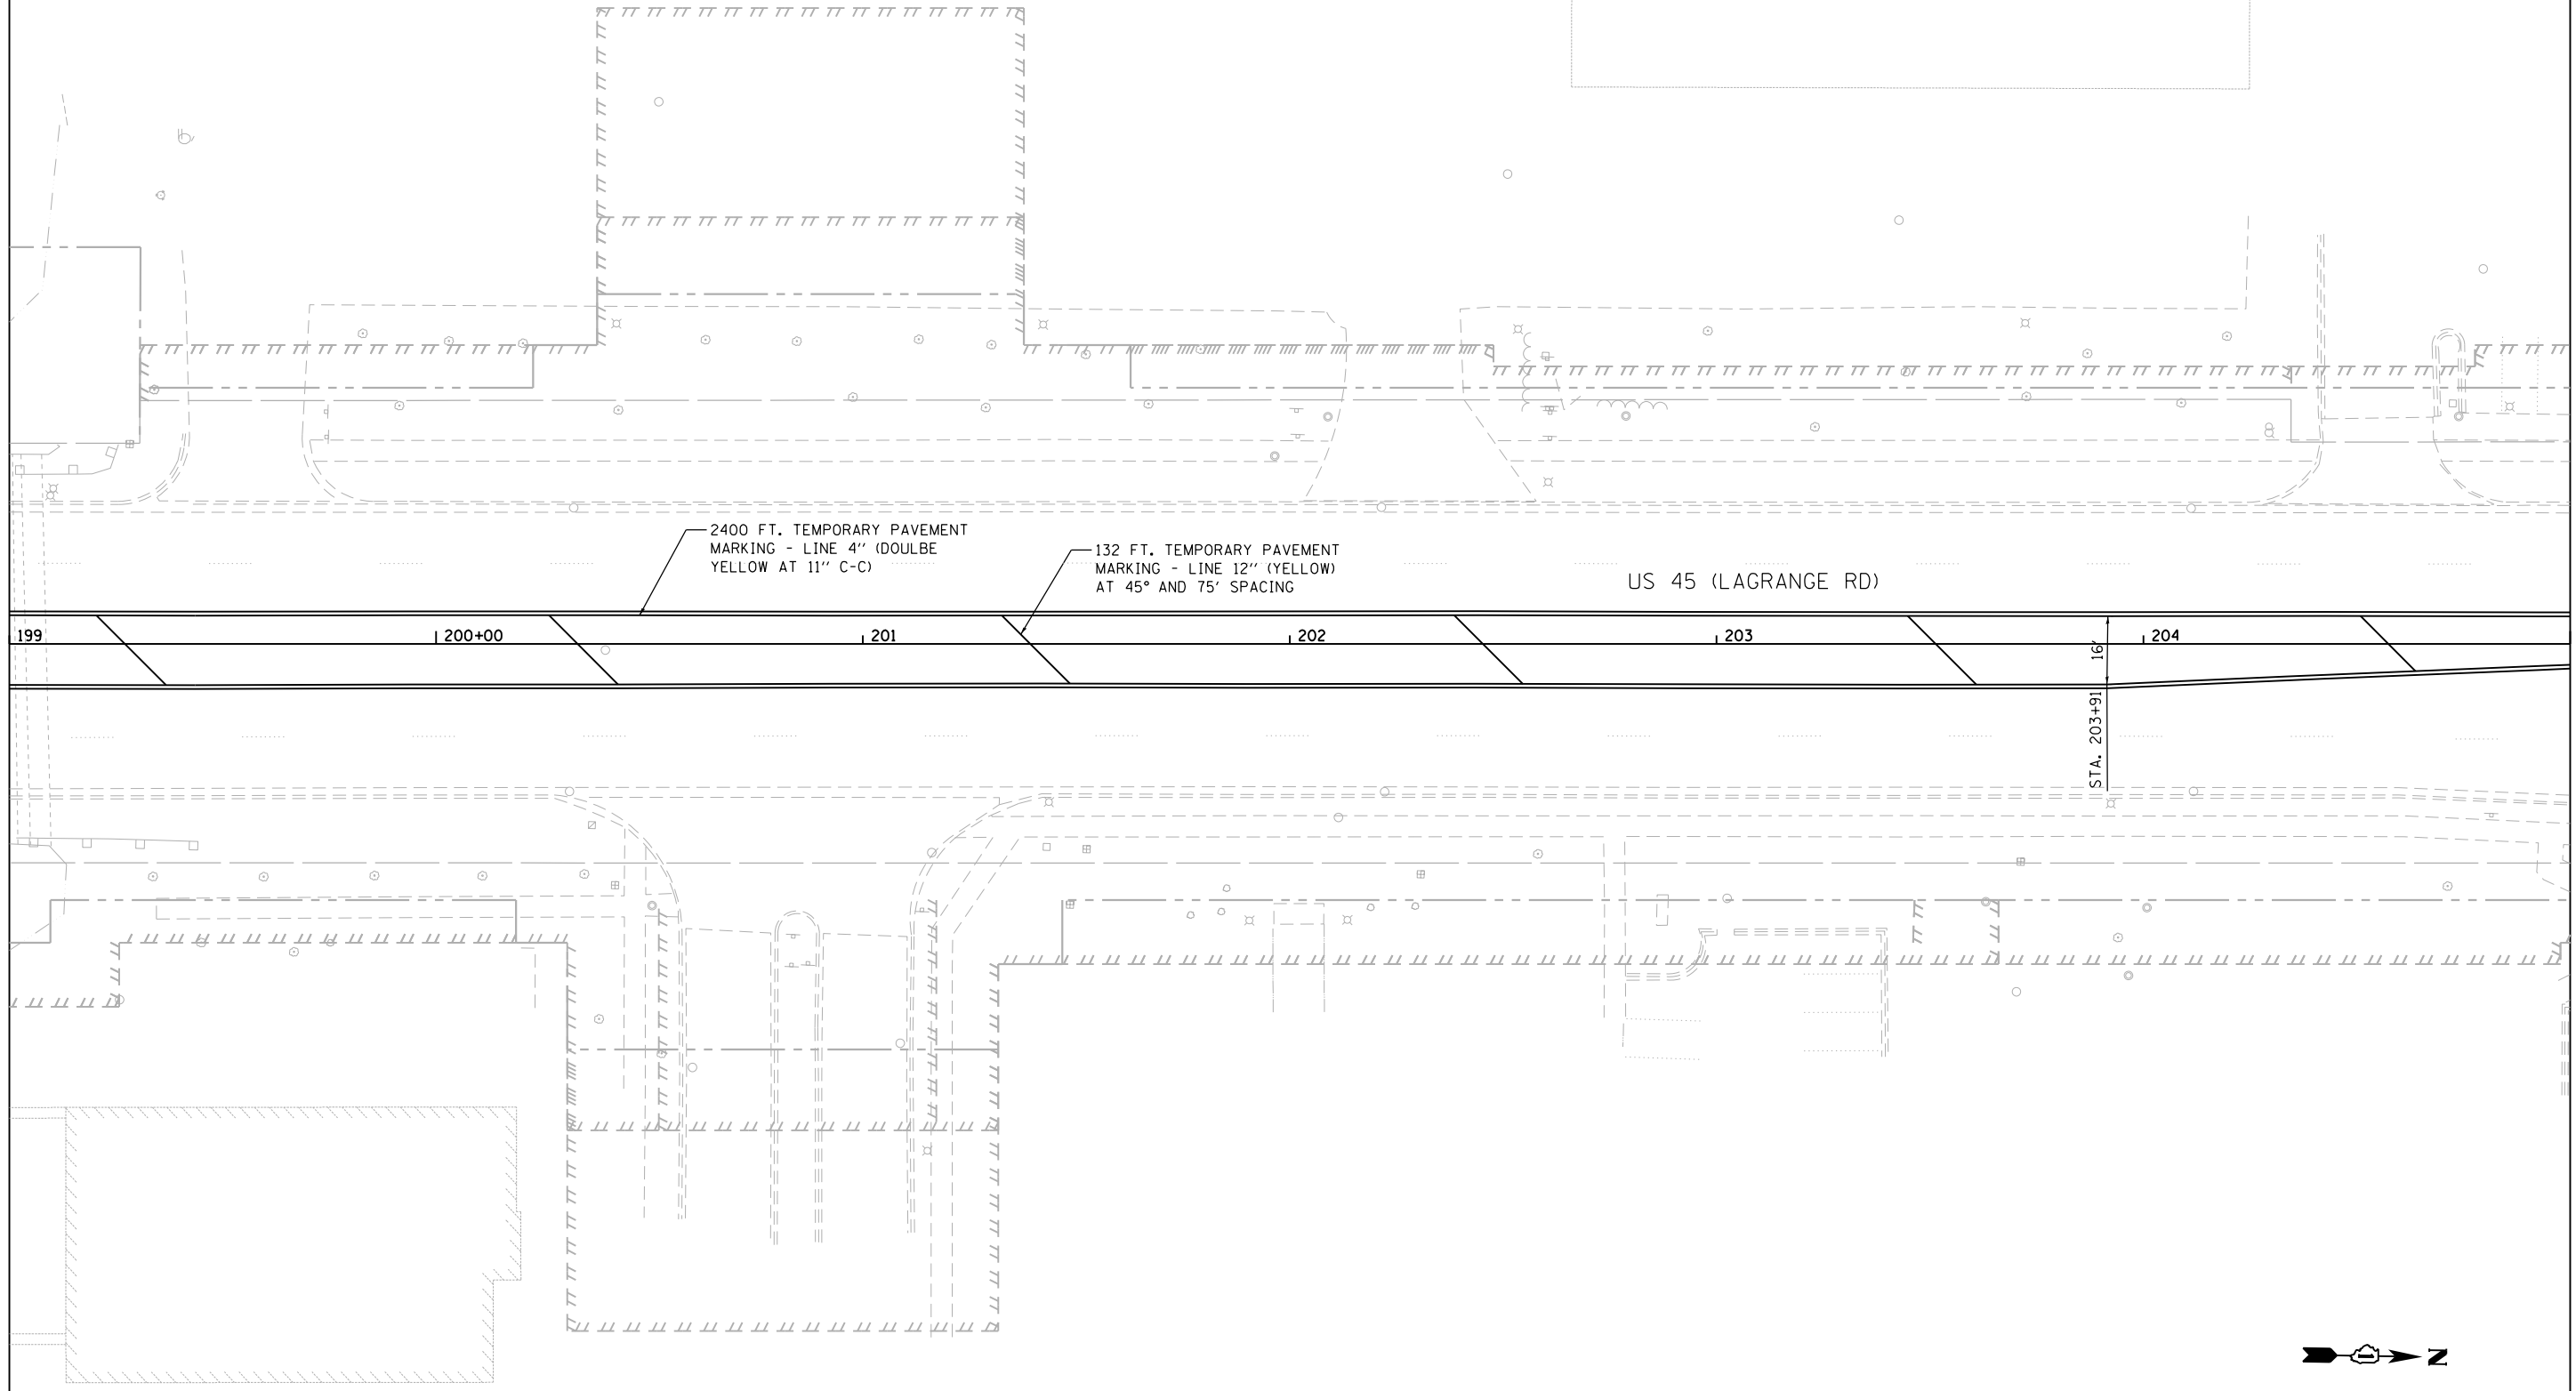 2400 FT. TEMPORARY PAVEMENT
MARKING - LINE 4'' (DOULBE
YELLOW AT 11'' C-C)
132 FT. TEMPORARY PAVEMENT
MARKING - LINE 12'' (YELLOW)
AT 45° AND 75' SPACING
US 45 (LAGRANGE RD)
199
200+00
201
202
203
204
16'
STA. 203+91
N